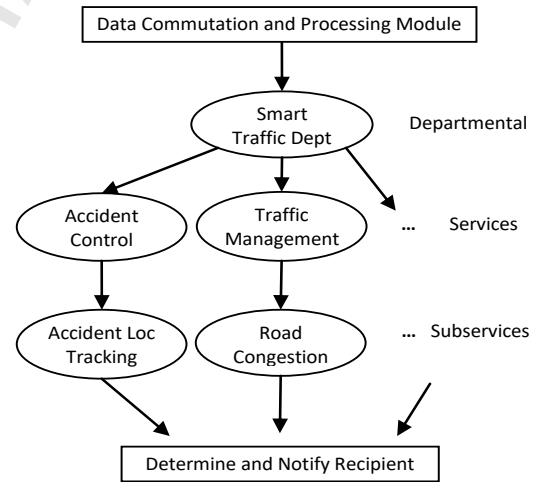 Data Commutation and Processing Module
Smart
Traffic Dept
Departmental
Accident
Control
Traffic
Management
... Services
Accident Loc
Tracking
Road
Congestion
... Subservices
Determine and Notify Recipient